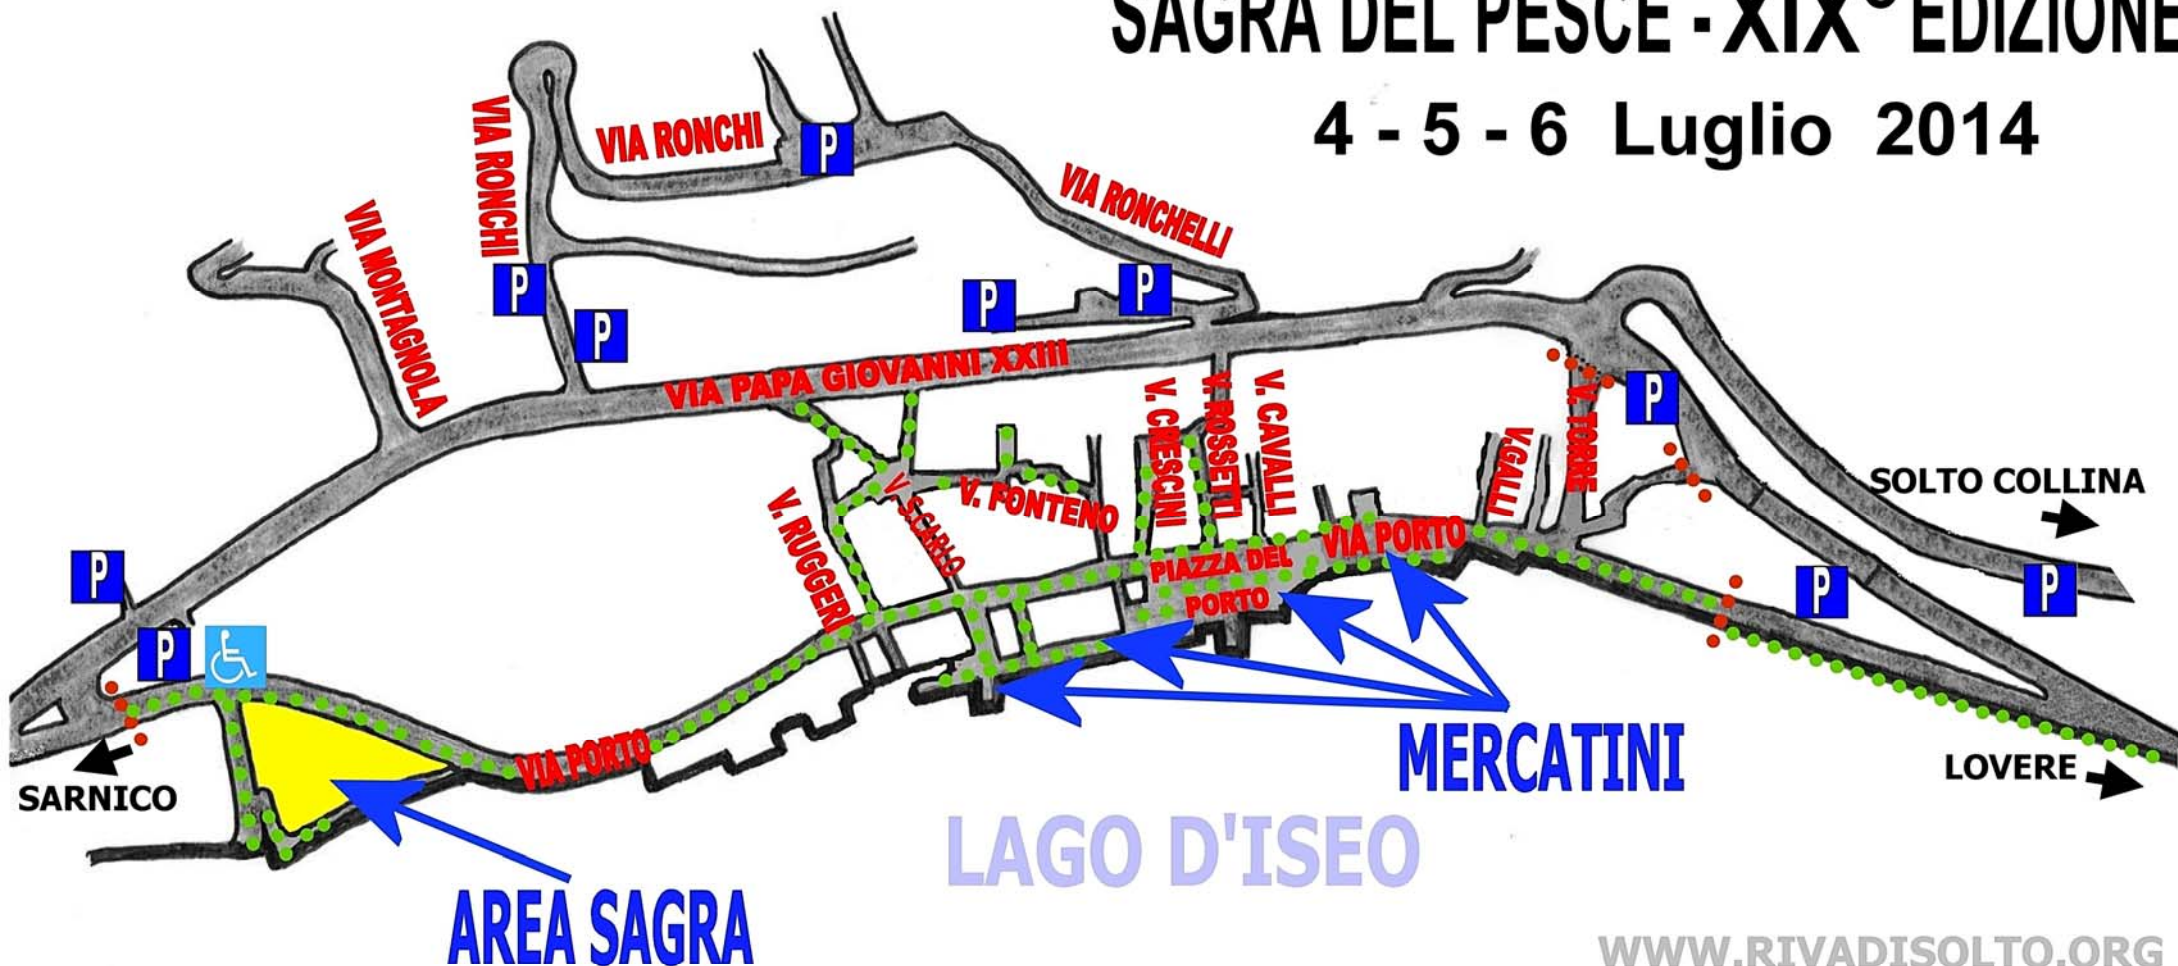 SAGRA DEL PESCE - XIX° EDIZIONE
4 - 5 - 6 Luglio 2014
VIA RONCHI
VIA RONCHI
P
VIA RONCHELLI
VIA MONTAGNOLA
P
P
P
P
VIA PAPA GIOVANNI XXIII
V. CRESCINI
V. ROSSETTI
V. CAVALLI
V.GALLI
V. TORRE
P
SOLTO COLLINA
V. RUGGERI
V. S.CARLO
V. FONTENO
PIAZZA DEL
PORTO
VIA PORTO
P
P
P
P
SARNICO
VIA PORTO
MERCATINI
LOVERE
LAGO D'ISEO
AREA SAGRA
WWW.RIVADISOLTO.ORG